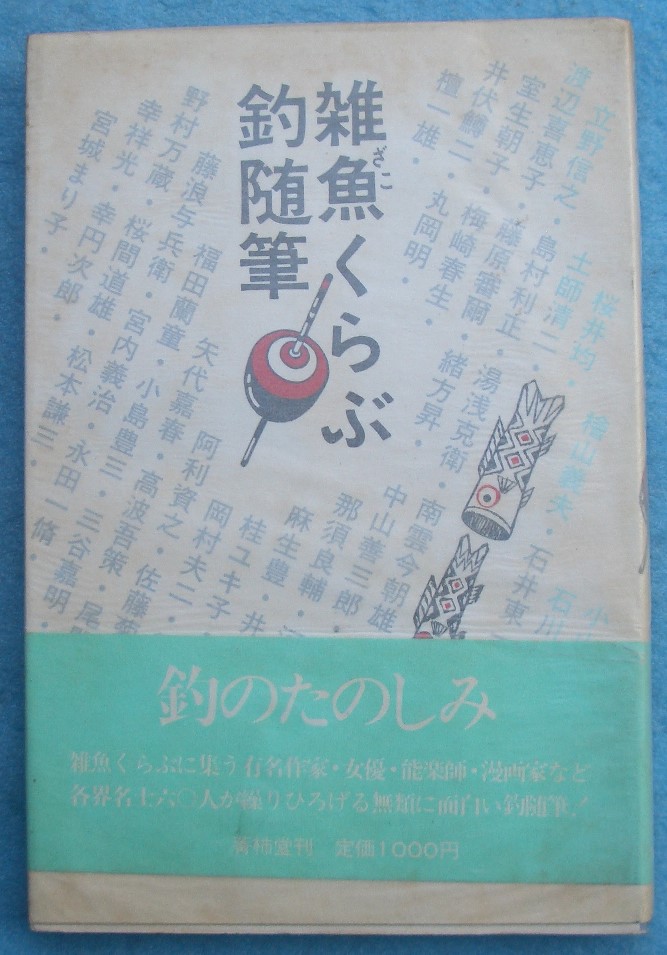 雑魚くらぶ
ざこ
釣随筆
立野信之・
土師清二・
桜井均・
檜山義夫・
石井東一
石川
渡辺喜恵子・
島村利正・
湯浅克衛・
南雲今朝雄
室生朝子・
藤原審爾・
緒方昇・
中山善三郎・
井伏鱒二・
梅崎春生・
那須良輔・
檀一雄・
丸岡明・
麻生豊・
福田蘭童・
矢代嘉春・
阿利資之・
岡村夫二・
桂ユキ子・
藤浪与兵衛・
宮内義治・
小島豊三・
高波吾策・
野村万蔵・
桜間道雄・
永田一脩・
三谷嘉明・
幸祥光・
幸円次郎・
松本謙三・
宮城まり子・
釣のたのしみ
雑魚くらぶに集う有名作家・女優・能楽師・漫画家など
各界名士六〇人が繰りひろげる無類に面白い釣随筆!
蒼柿堂刊 定価1000円